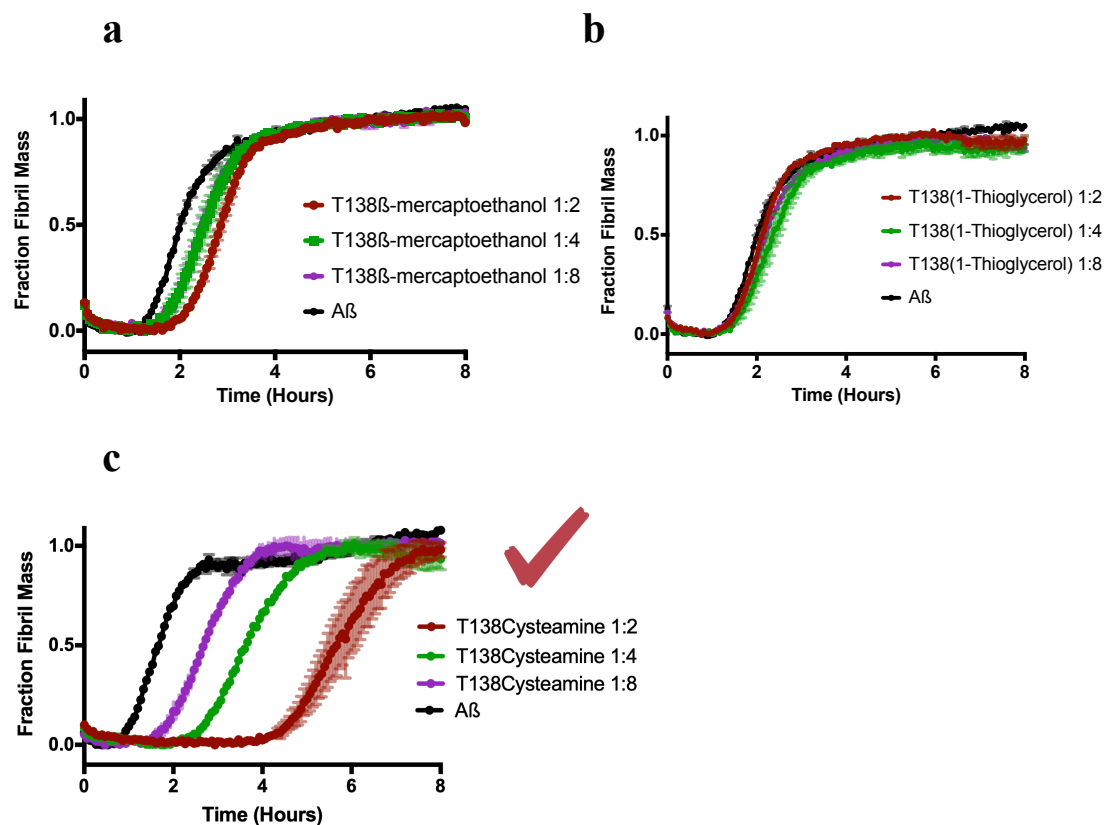 a
Fraction Fibril Mass
1.0
0.5
0.0
0 2 4 6 8
Time (Hours)
T138ß-mercaptoethanol 1:2
T138ß-mercaptoethanol 1:4
T138ß-mercaptoethanol 1:8
Aß
b
Fraction Fibril Mass
1.0
0.5
0.0
0 2 4 6 8
Time (Hours)
T138(1-Thioglycerol) 1:2
T138(1-Thioglycerol) 1:4
T138(1-Thioglycerol) 1:8
Aß
c
Fraction Fibril Mass
1.0
0.5
0.0
0 2 4 6 8
Time (Hours)
T138Cysteamine 1:2
T138Cysteamine 1:4
T138Cysteamine 1:8
Aß